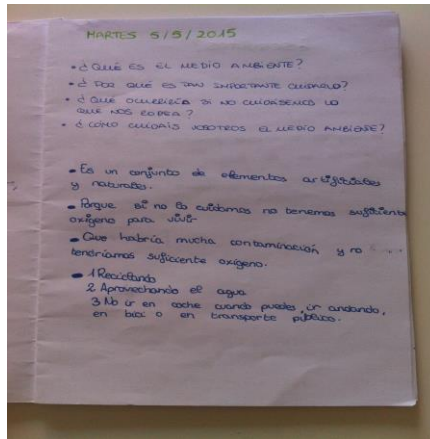 MARTES 5/5/2015
• ¿QUÉ ES EL MEDIO AMBIENTE?
• ¿POR QUÉ ES TAN IMPORTANTE CUIDARLO?
• ¿QUÉ OCURRIRÍA SI NO CUIDÁSEMOS LO
QUE NOS RODEA?
• ¿CÓMO CUIDÁIS VOSOTROS EL MEDIO AMBIENTE?
• Es un conjunto de elementos artificiales
y naturales.
• Porque si no lo cuidamos no tenemos suficiente
oxígeno para vivir
• Que habría mucha contaminación y no
tendríamos suficiente oxígeno.
• 1 Reciclando
2 Aprovechando el agua
3 No ir en coche cuando puedes ir andando,
en bici o en transporte público.